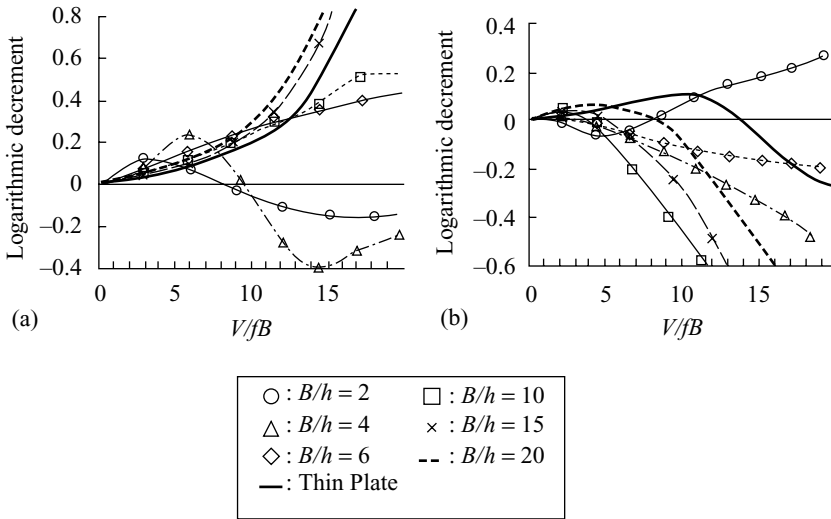 0.8
0.6
0.4
0.2
0
–0.2
–0.4
Logarithmic decrement
0 5 10 15
V/fB
(a)
0.4
0.20
0
–0.2
–0.4
–0.6
Logarithmic decrement
0 5 10 15
V/fB
(b)
: B/h = 2
: B/h = 10
: B/h = 4
: B/h = 15
: B/h = 6
: B/h = 20
: Thin Plate